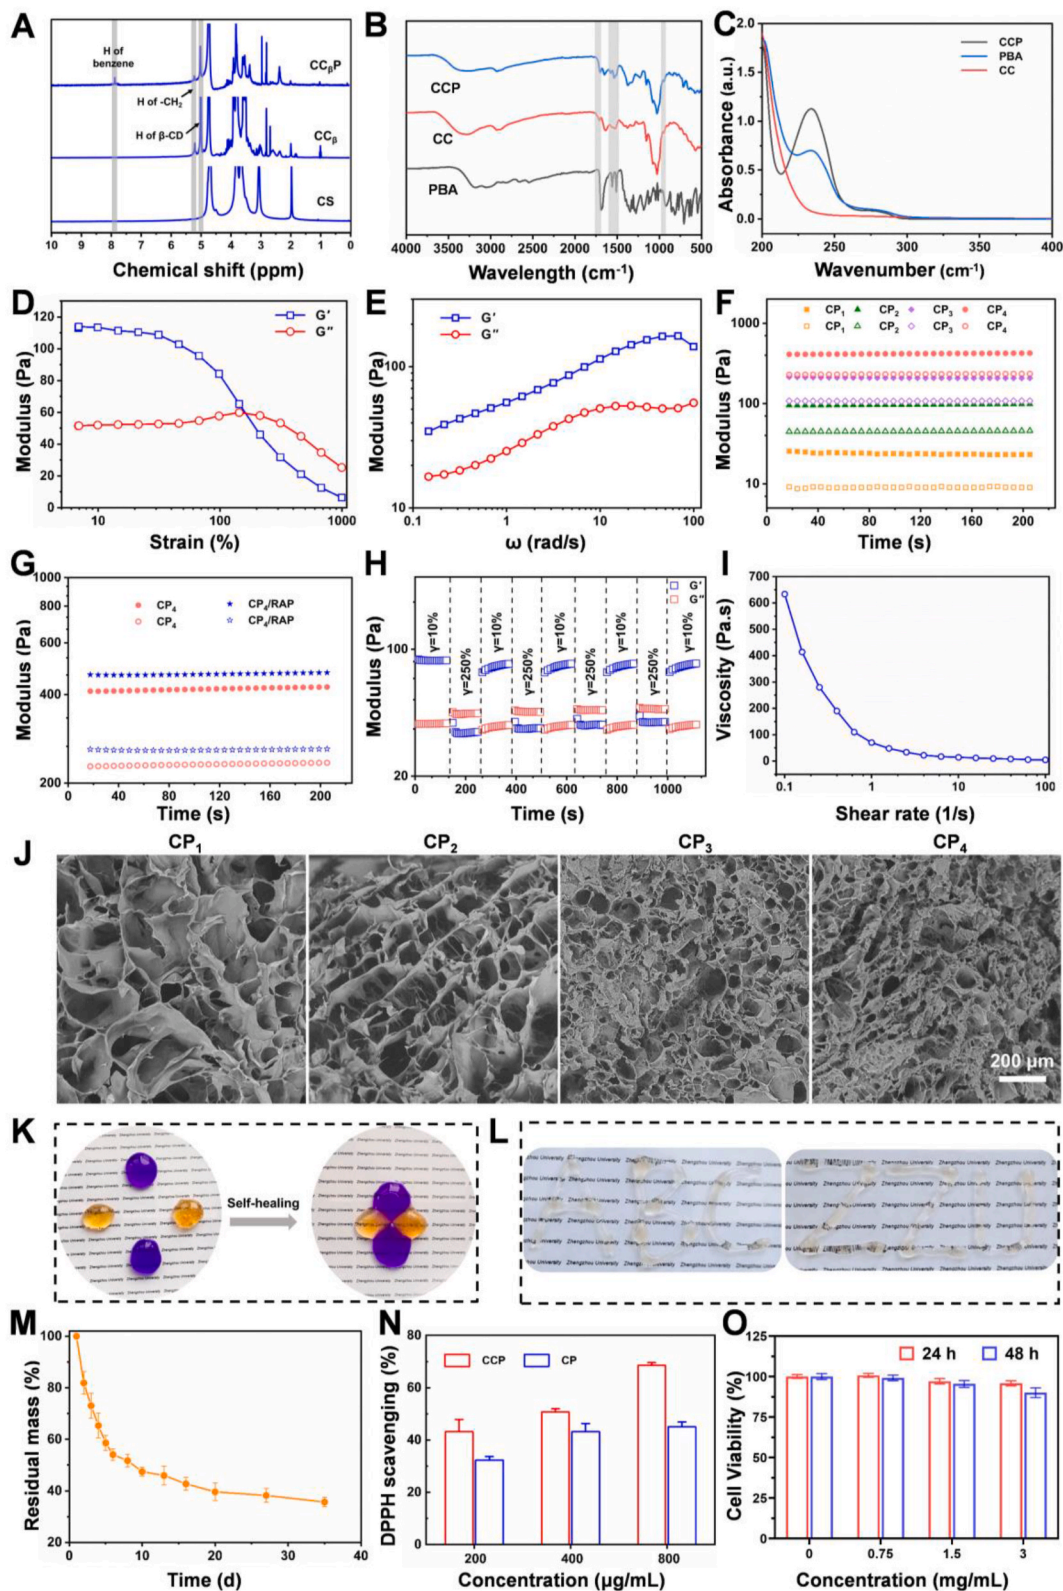 A
H of
benzene
CCβP
H of -CH2
H of β-CD
CCβ
CS
10 9 8 7 6 5 4 3 2 1 0
Chemical shift (ppm)
B
CCP
CC
PBA
4000 3500 3000 2500 2000 1500 1000 500
Wavelength (cm-1)
C
Absorbance (a.u.)
2.0
1.5
1.0
0.5
0.0
CCP
PBA
CC
200 250 300 350 400
Wavenumber (cm-1)
D
Modulus (Pa)
120
100
80
60
40
20
0
G′
G″
10 100 1000
Strain (%)
E
Modulus (Pa)
100
10
G′
G″
0.1 1 10 100
ω (rad/s)
F
Modulus (Pa)
1000
100
10
CP1 CP2 CP3 CP4
CP1 CP2 CP3 CP4
0 40 80 120 160 200
Time (s)
G
Modulus (Pa)
1000
400
200
CP4 CP4/RAP
CP4 CP4/RAP
0 40 80 120 160 200
Time (s)
H
Modulus (Pa)
100
20
G′
G″
γ=10% γ=250% γ=10% γ=250% γ=10% γ=250% γ=10% γ=250% γ=10%
0 200 400 600 800 1000
Time (s)
I
Viscosity (Pa.s)
700
600
500
400
300
200
100
0
0.1 1 10 100
Shear rate (1/s)
J
CP1 CP2 CP3 CP4
200 µm
K
Self-healing
L
Zhengzhou University
M
Residual mass (%)
100
80
60
40
20
0 10 20 30 40
Time (d)
N
DPPH scavenging (%)
80
60
40
20
0
CCP CP
200 400 800
Concentration (µg/mL)
O
Cell Viability (%)
125
100
75
50
25
0
24 h 48 h
0 0.75 1.5 3
Concentration (mg/mL)